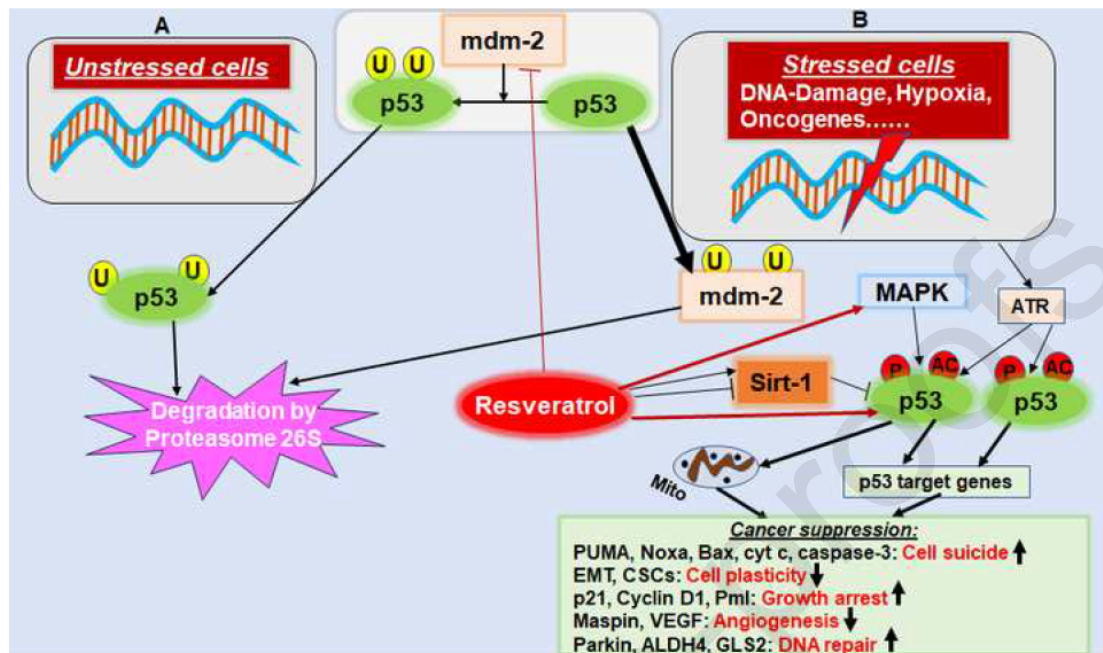 A
B
Unstressed cells
mdm-2
U U
p53
p53
Stressed cells
DNA-Damage, Hypoxia,
Oncogenes......
U U
p53
U U
mdm-2
MAPK
ATR
Degradation by
Proteasome 26S
Resveratrol
Sirt-1
P AC
p53
P AC
p53
Mito
p53 target genes
Cancer suppression:
PUMA, Noxa, Bax, cyt c, caspase-3: Cell suicide
EMT, CSCs: Cell plasticity
p21, Cyclin D1, Pml: Growth arrest
Maspin, VEGF: Angiogenesis
Parkin, ALDH4, GLS2: DNA repair
roofs